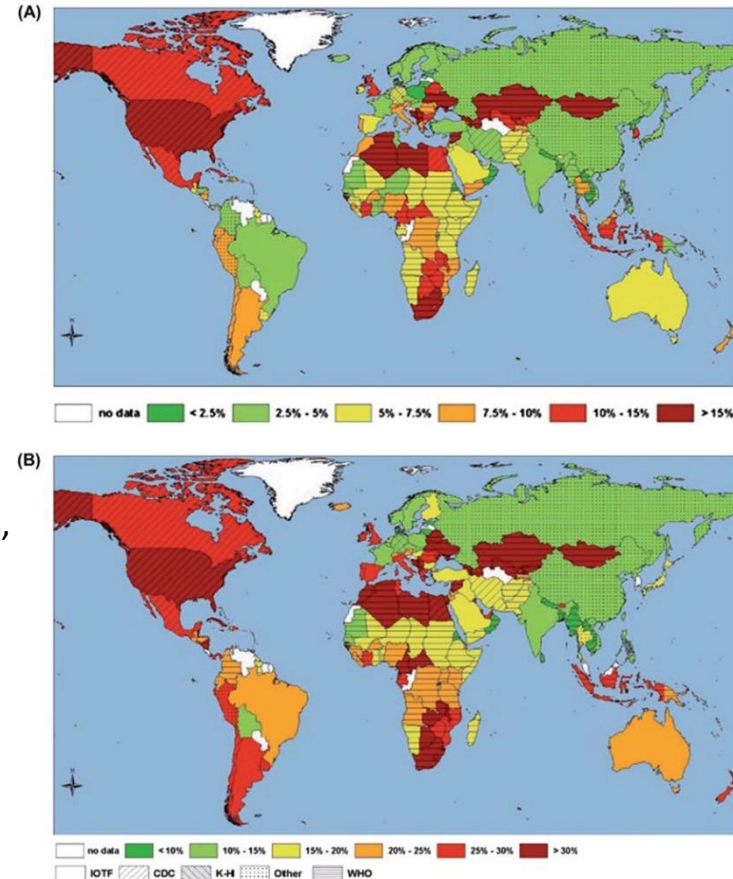 (A)
N
no data < 2.5% 2.5% - 5% 5% - 7.5% 7.5% - 10% 10% - 15% > 15%
(B)
,
N
no data < 10% 10% - 15% 15% - 20% 20% - 25% 25% - 30% > 30%
IOTF CDC K-HI Other WHO